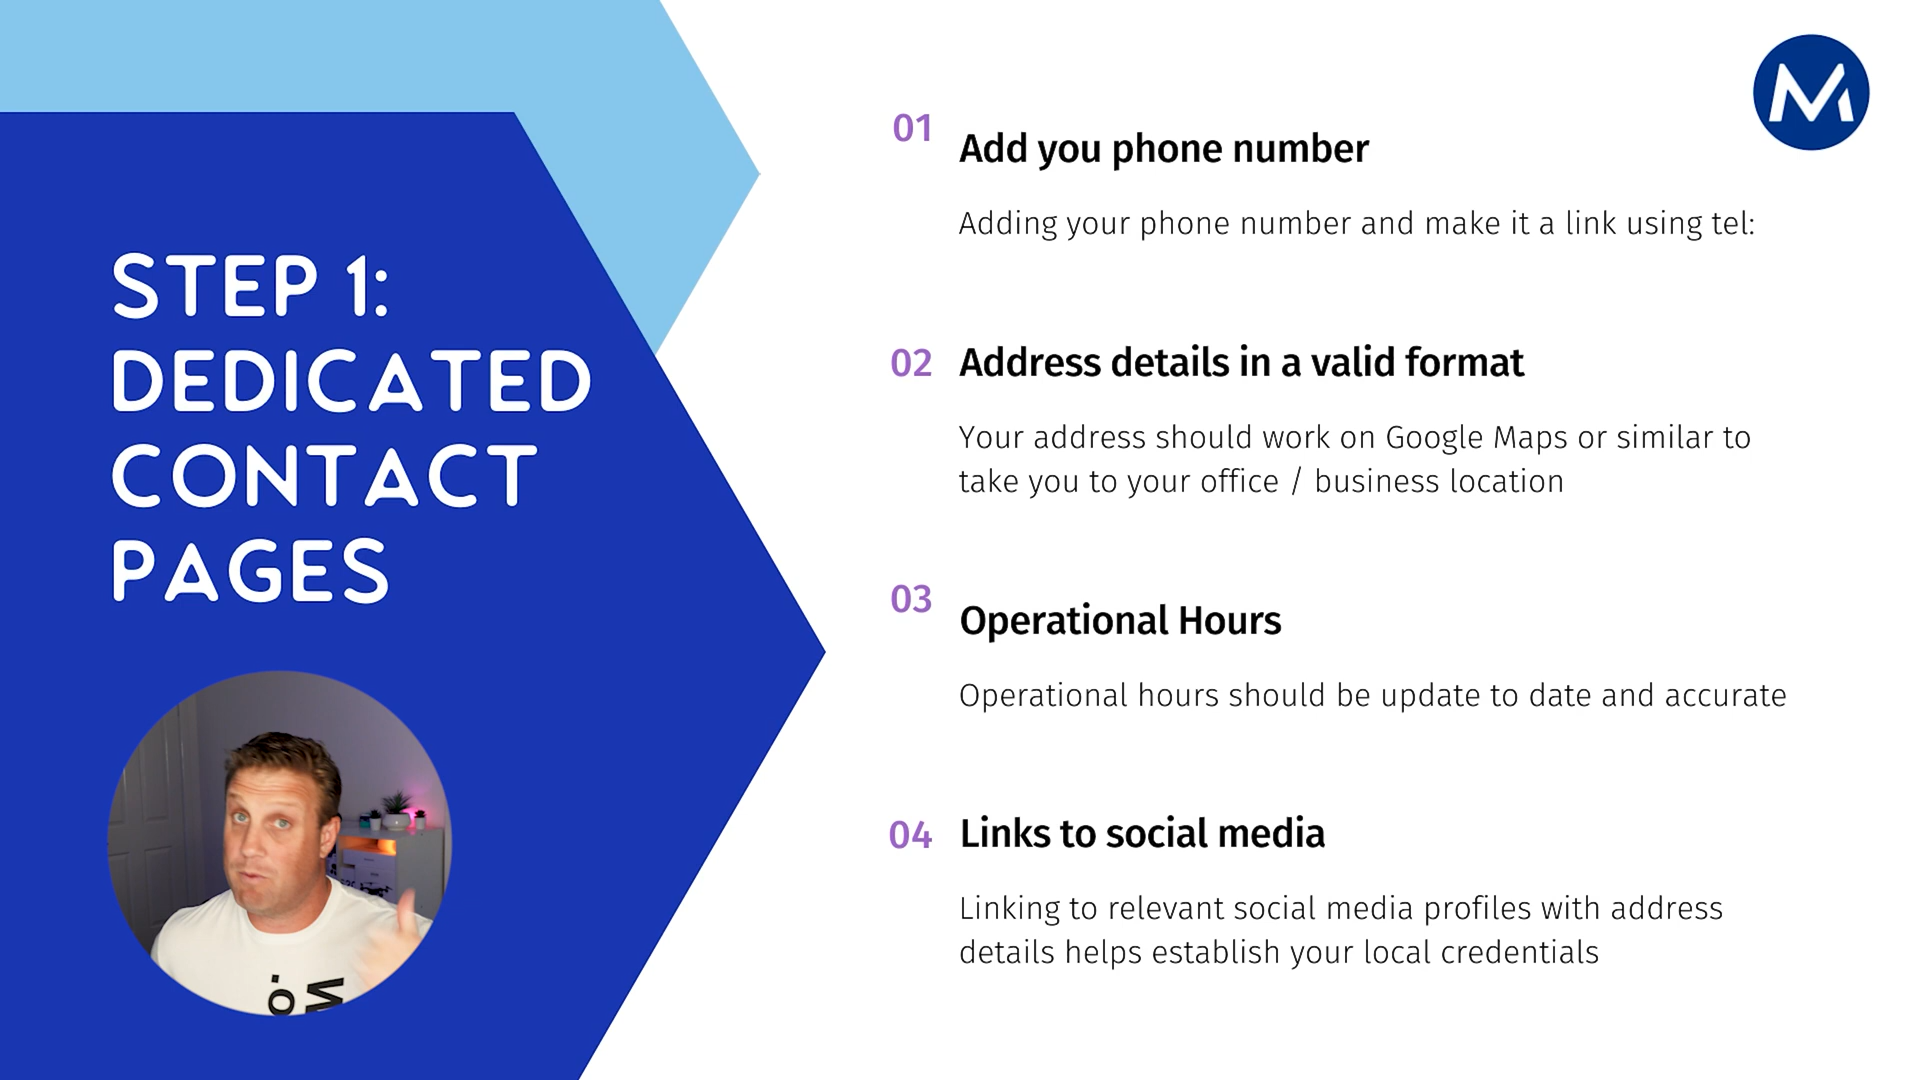 STEP 1:
DEDICATED
CONTACT
PAGES
01
Add you phone number
Adding your phone number and make it a link using tel:
02
Address details in a valid format
Your address should work on Google Maps or similar to
take you to your office / business location
03
Operational Hours
Operational hours should be update to date and accurate
04
Links to social media
Linking to relevant social media profiles with address
details helps establish your local credentials